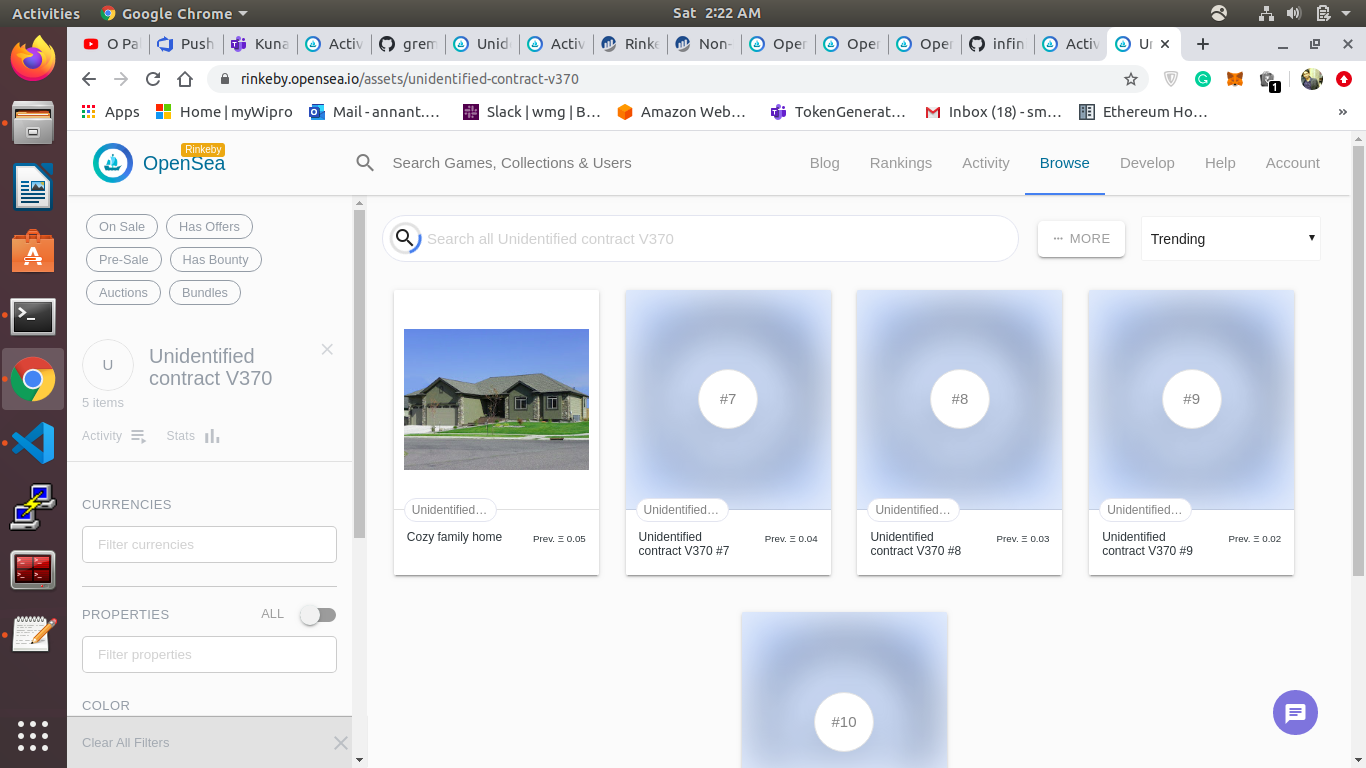 Activities
Google Chrome
Sat 2:22 AM
O Pa
Push
Kuna
Activ
grem
Unid
Activ
Rinke
Non-
Oper
Oper
Oper
infin
Activ
Un
rinkeby.opensea.io/assets/unidentified-contract-v370
1
Apps
Home | myWipro
Mail - annant....
Slack | wmg | B...
Amazon Web...
TokenGenerat...
Inbox (18) - sm...
Ethereum Ho...
»
Rinkeby
OpenSea
Search Games, Collections & Users
Blog
Rankings
Activity
Browse
Develop
Help
Account
On Sale
Has Offers
Pre-Sale
Has Bounty
Auctions
Bundles
U
Unidentified
contract V370
5 items
Activity
Stats
CURRENCIES
Filter currencies
PROPERTIES
ALL
Filter properties
COLOR
Clear All Filters
Search all Unidentified contract V370
··· MORE
Trending
Unidentified...
Cozy family home
Prev. Ξ 0.05
#7
Unidentified...
Unidentified
contract V370 #7
Prev. Ξ 0.04
#8
Unidentified...
Unidentified
contract V370 #8
Prev. Ξ 0.03
#9
Unidentified...
Unidentified
contract V370 #9
Prev. Ξ 0.02
#10